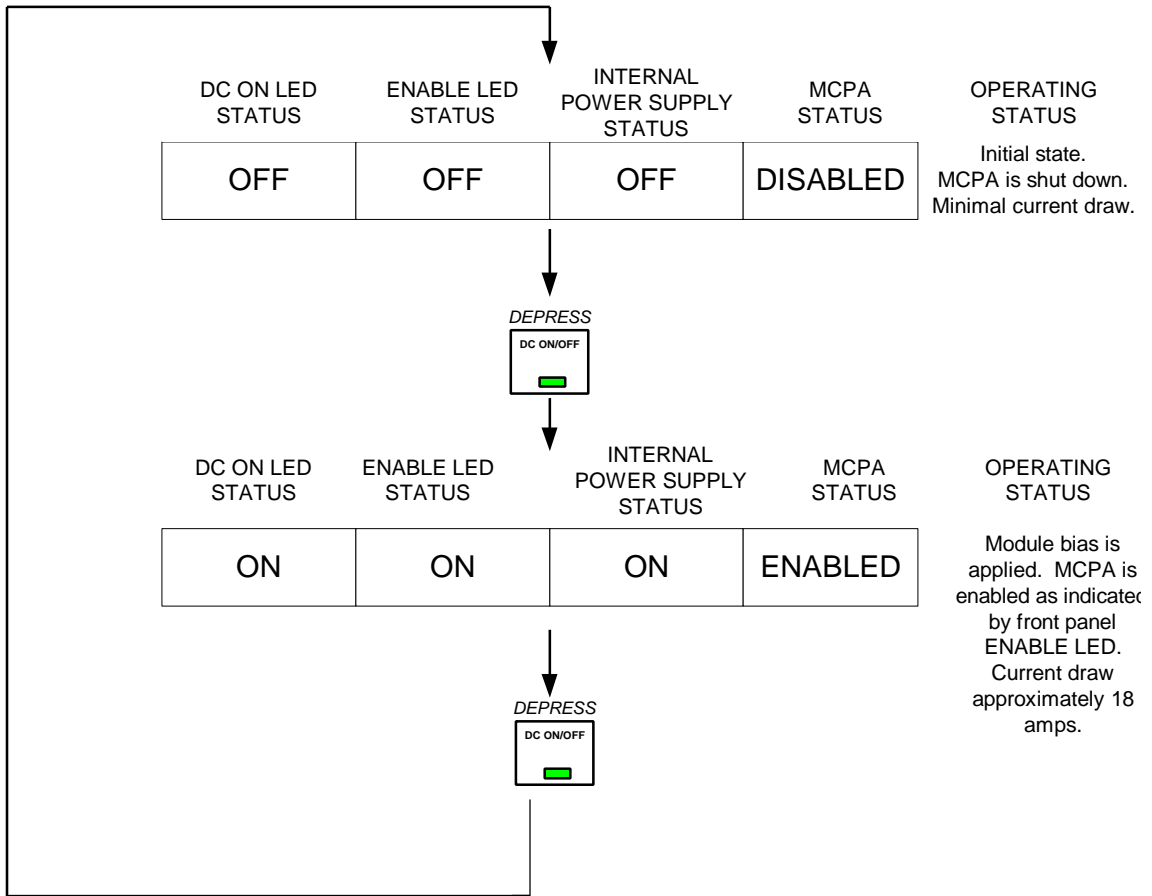 DC ON LED
STATUS
ENABLE LED
STATUS
INTERNAL
POWER SUPPLY
STATUS
MCPA
STATUS
OPERATING
STATUS
OFF
OFF
OFF
DISABLED
Initial state.
MCPA is shut down.
Minimal current draw.
DEPRESS
DC ON/OFF
DC ON LED
STATUS
ENABLE LED
STATUS
INTERNAL
POWER SUPPLY
STATUS
MCPA
STATUS
OPERATING
STATUS
ON
ON
ON
ENABLED
Module bias is
applied. MCPA is
enabled as indicated
by front panel
ENABLE LED.
Current draw
approximately 18
amps.
DEPRESS
DC ON/OFF